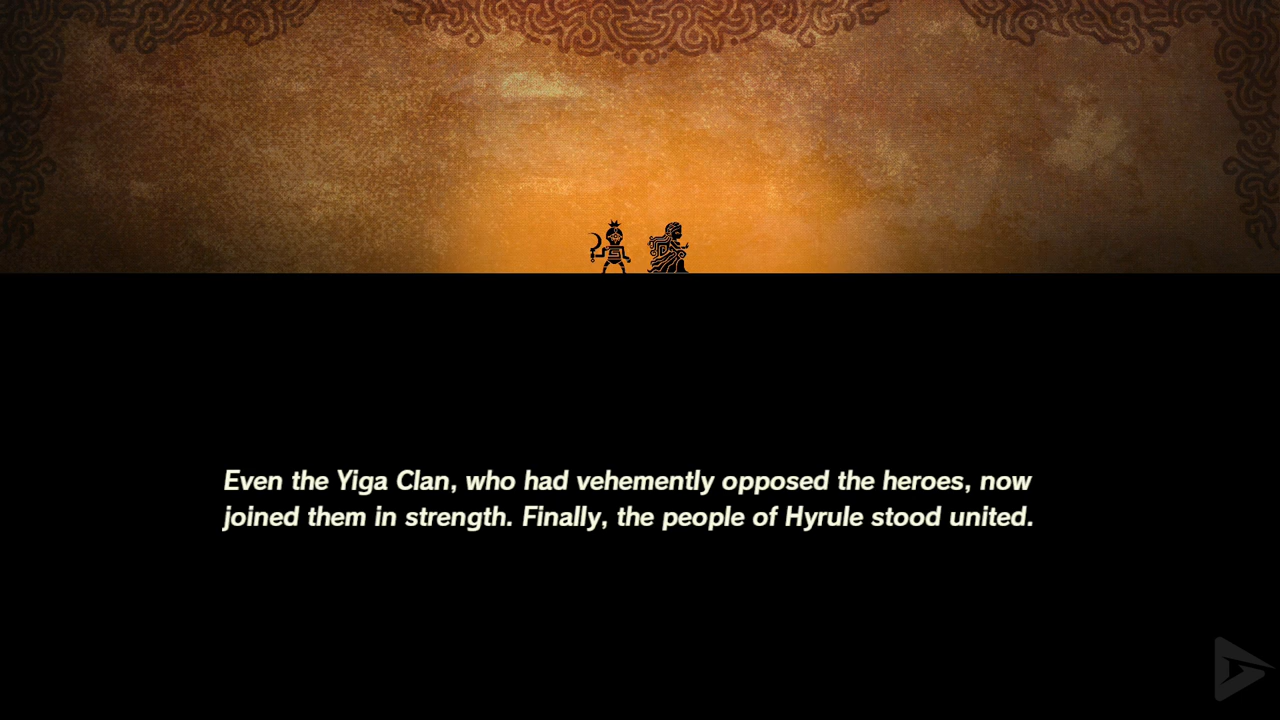 Even the Yiga Clan, who had vehemently opposed the heroes, now
joined them in strength. Finally, the people of Hyrule stood united.